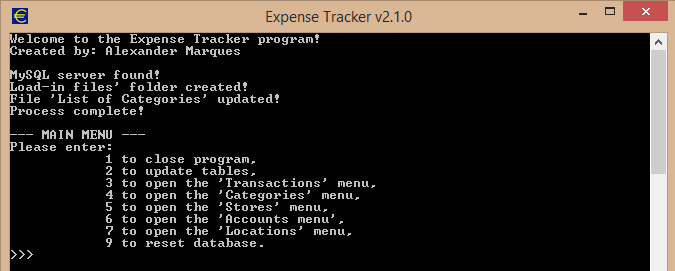 Expense Tracker v2.1.0
Welcome to the Expense Tracker program!
Created by: Alexander Marques
MySQL server found!
Load-in files' folder created!
File 'List of Categories' updated!
Process complete!
--- MAIN MENU ---
Please enter:
1 to close program,
2 to update tables,
3 to open the 'Transactions' menu,
4 to open the 'Categories' menu,
5 to open the 'Stores' menu,
6 to open the 'Accounts menu',
7 to open the 'Locations' menu,
9 to reset database.
>>>